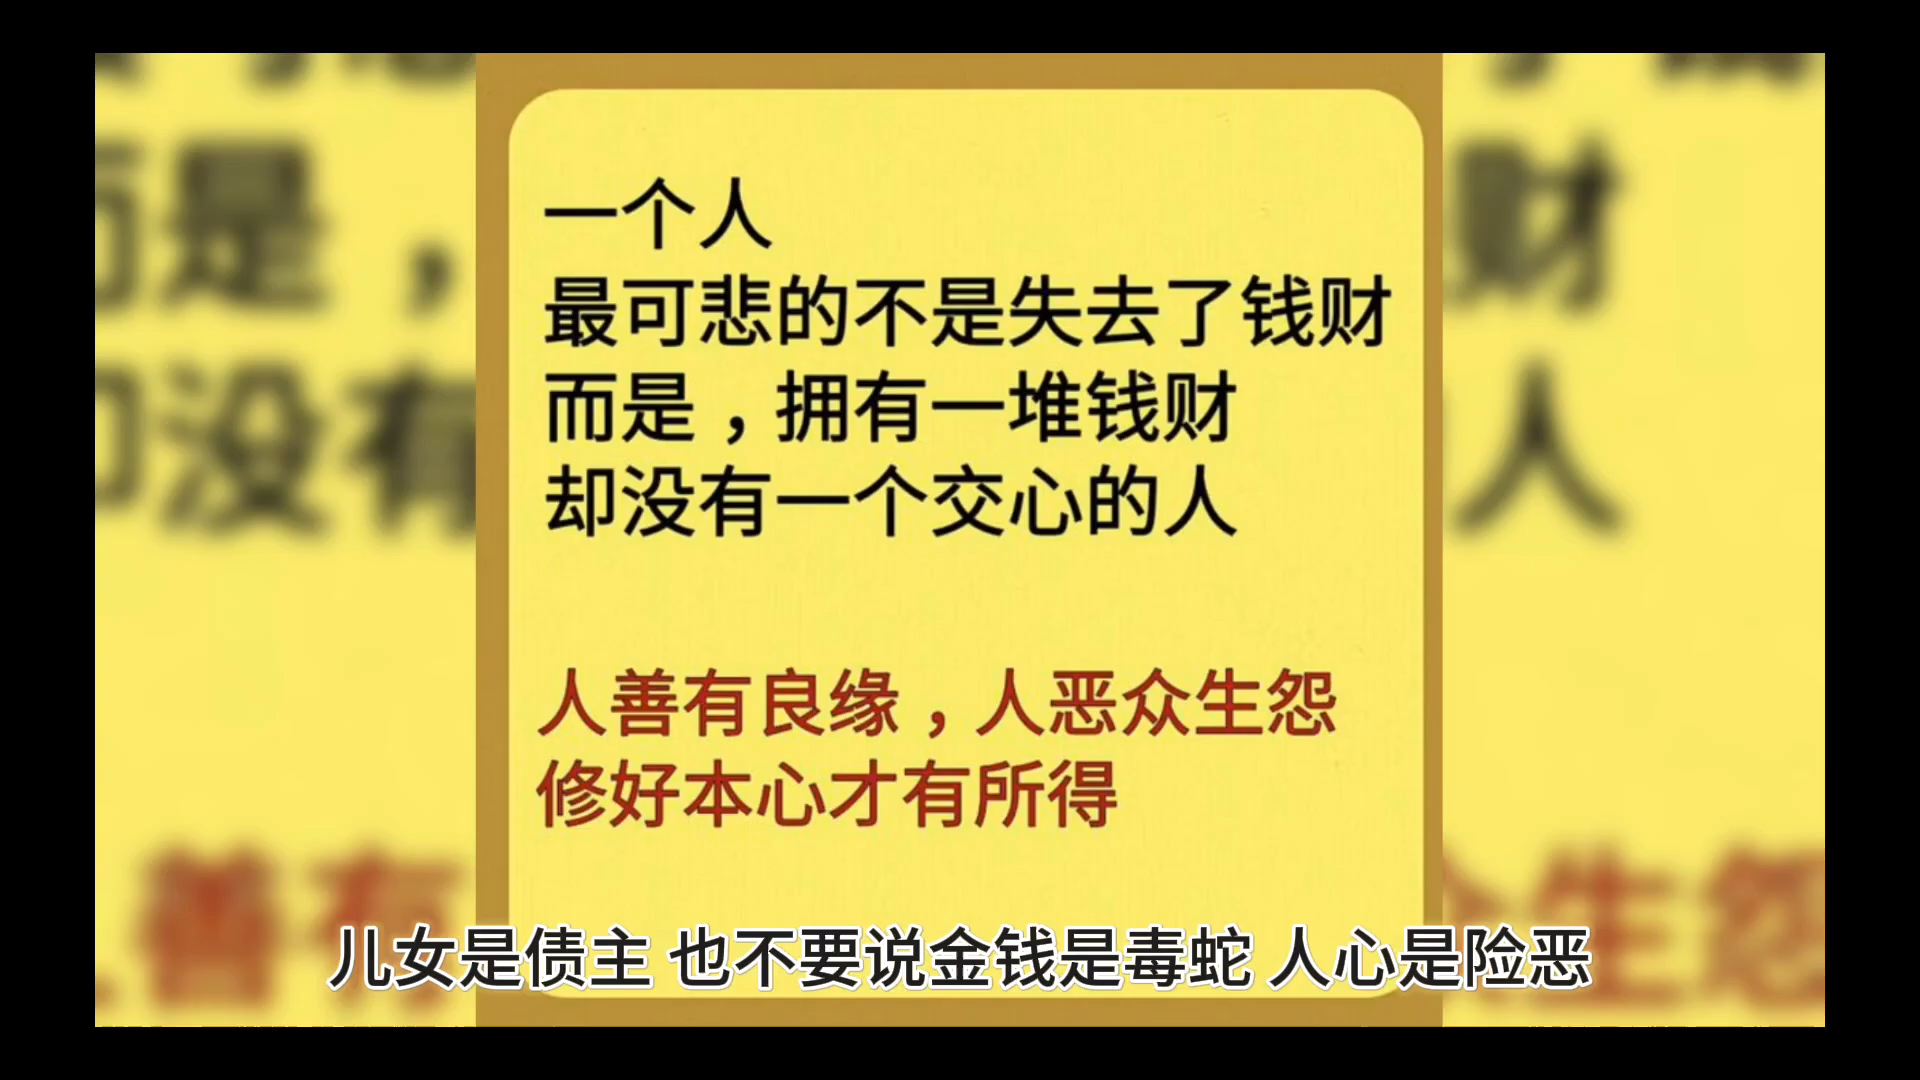 一个人
最可悲的不是失去了钱财
而是，拥有一堆钱财
却没有一个交心的人
人善有良缘，人恶众生怨
修好本心才有所得
儿女是债主 也不要说金钱是毒蛇 人心是险恶